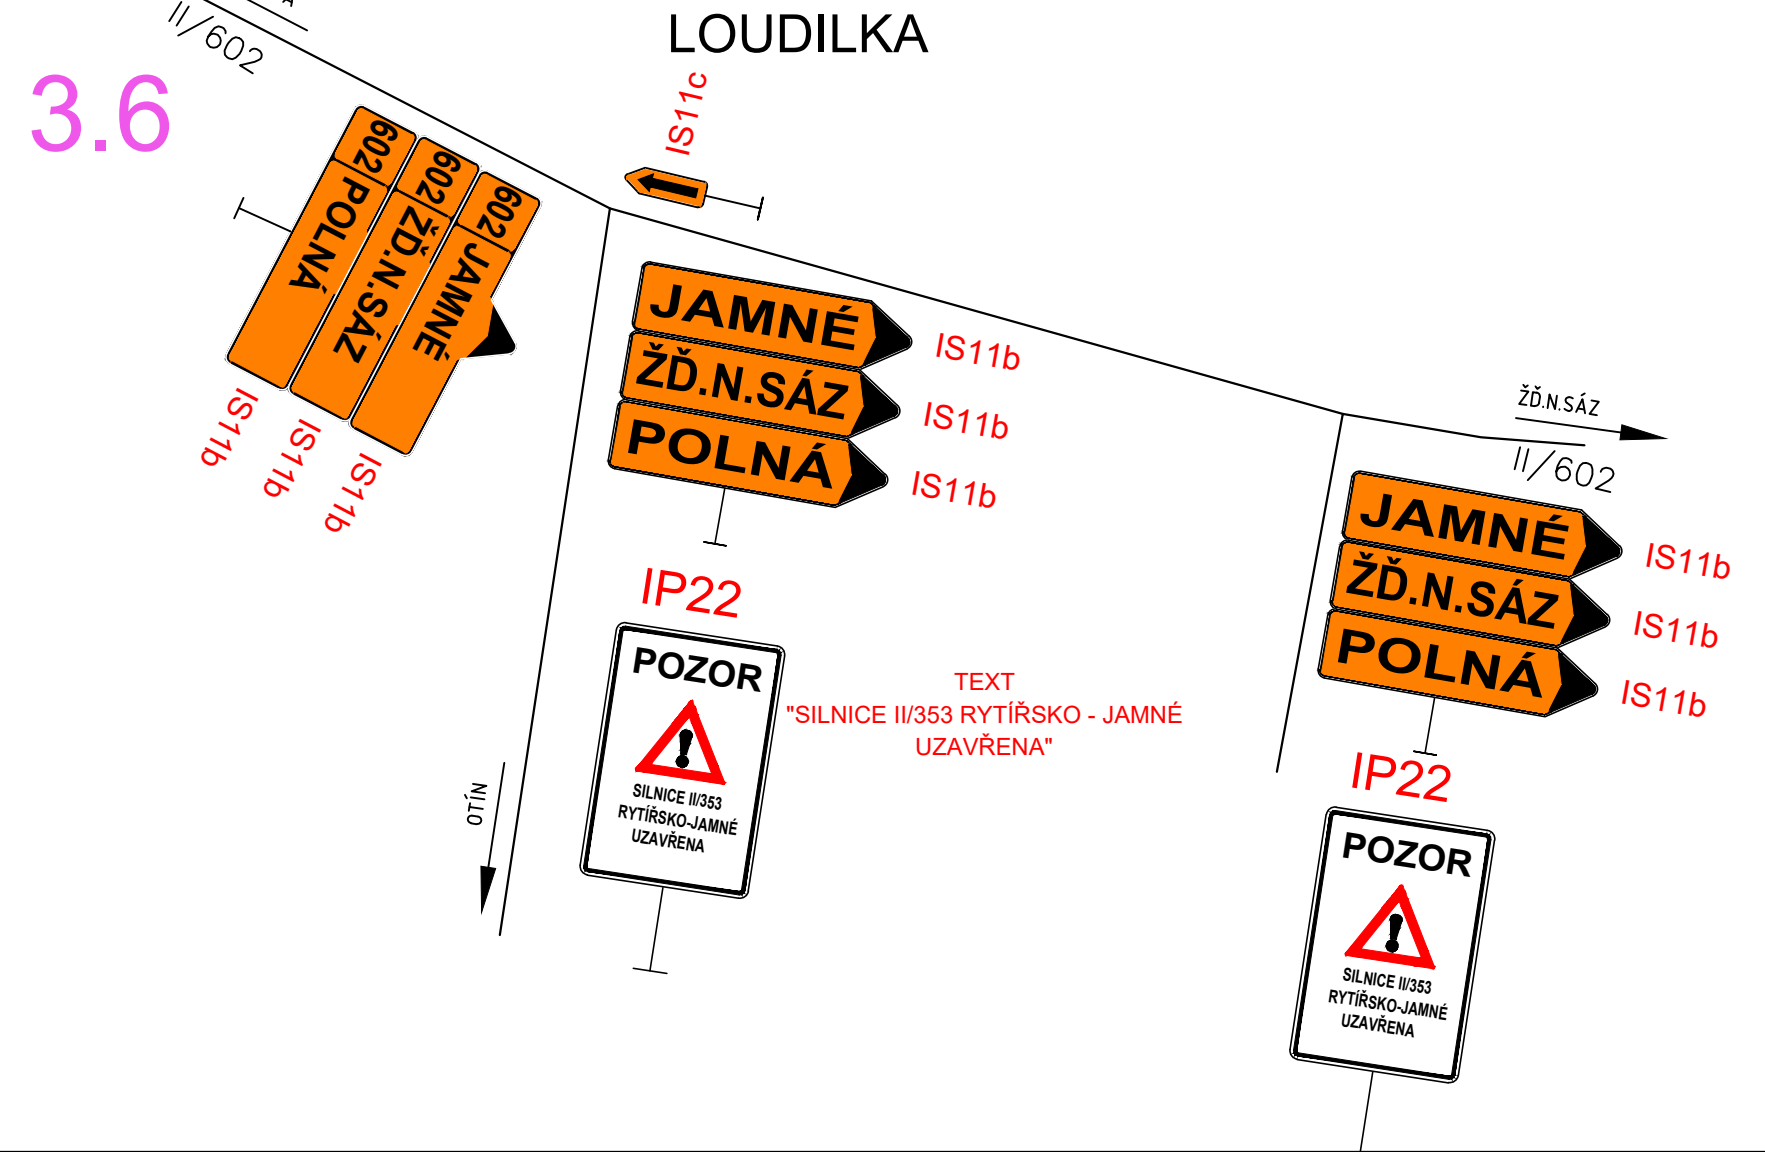 II/602
LOUDILKA
3.6
IS11c
602 POLNÁ
602 ŽĎ.N.SÁZ
602 JAMNÉ
IS11b
IS11b
IS11b
JAMNÉ
IS11b
ŽĎ.N.SÁZ
IS11b
POLNÁ
IS11b
IP22
POZOR
SILNICE II/353
RYTÍŘSKO-JAMNÉ
UZAVŘENA
TEXT
"SILNICE II/353 RYTÍŘSKO - JAMNÉ
UZAVŘENA"
OTÍN
ŽĎ.N.SÁZ
II/602
JAMNÉ
IS11b
ŽĎ.N.SÁZ
IS11b
POLNÁ
IS11b
IP22
POZOR
SILNICE II/353
RYTÍŘSKO-JAMNÉ
UZAVŘENA